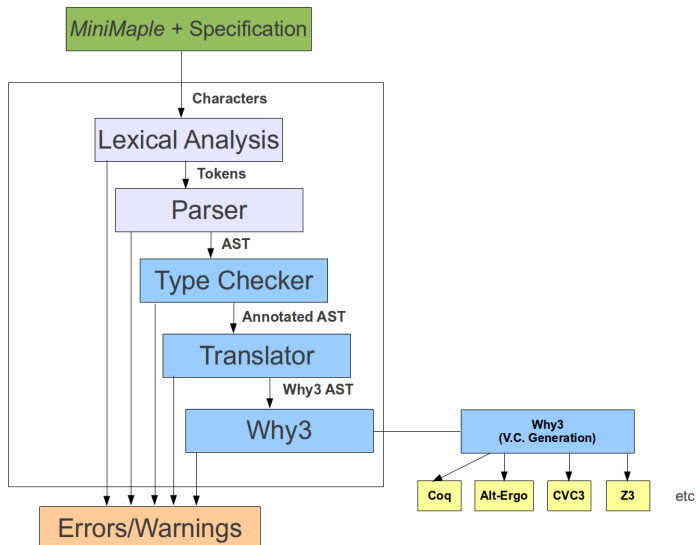 MiniMaple + Specification
Characters
Lexical Analysis
Tokens
Parser
AST
Type Checker
Annotated AST
Translator
Why3 AST
Why3
Why3
(V.C. Generation)
Coq
Alt-Ergo
CVC3
Z3
etc
Errors/Warnings